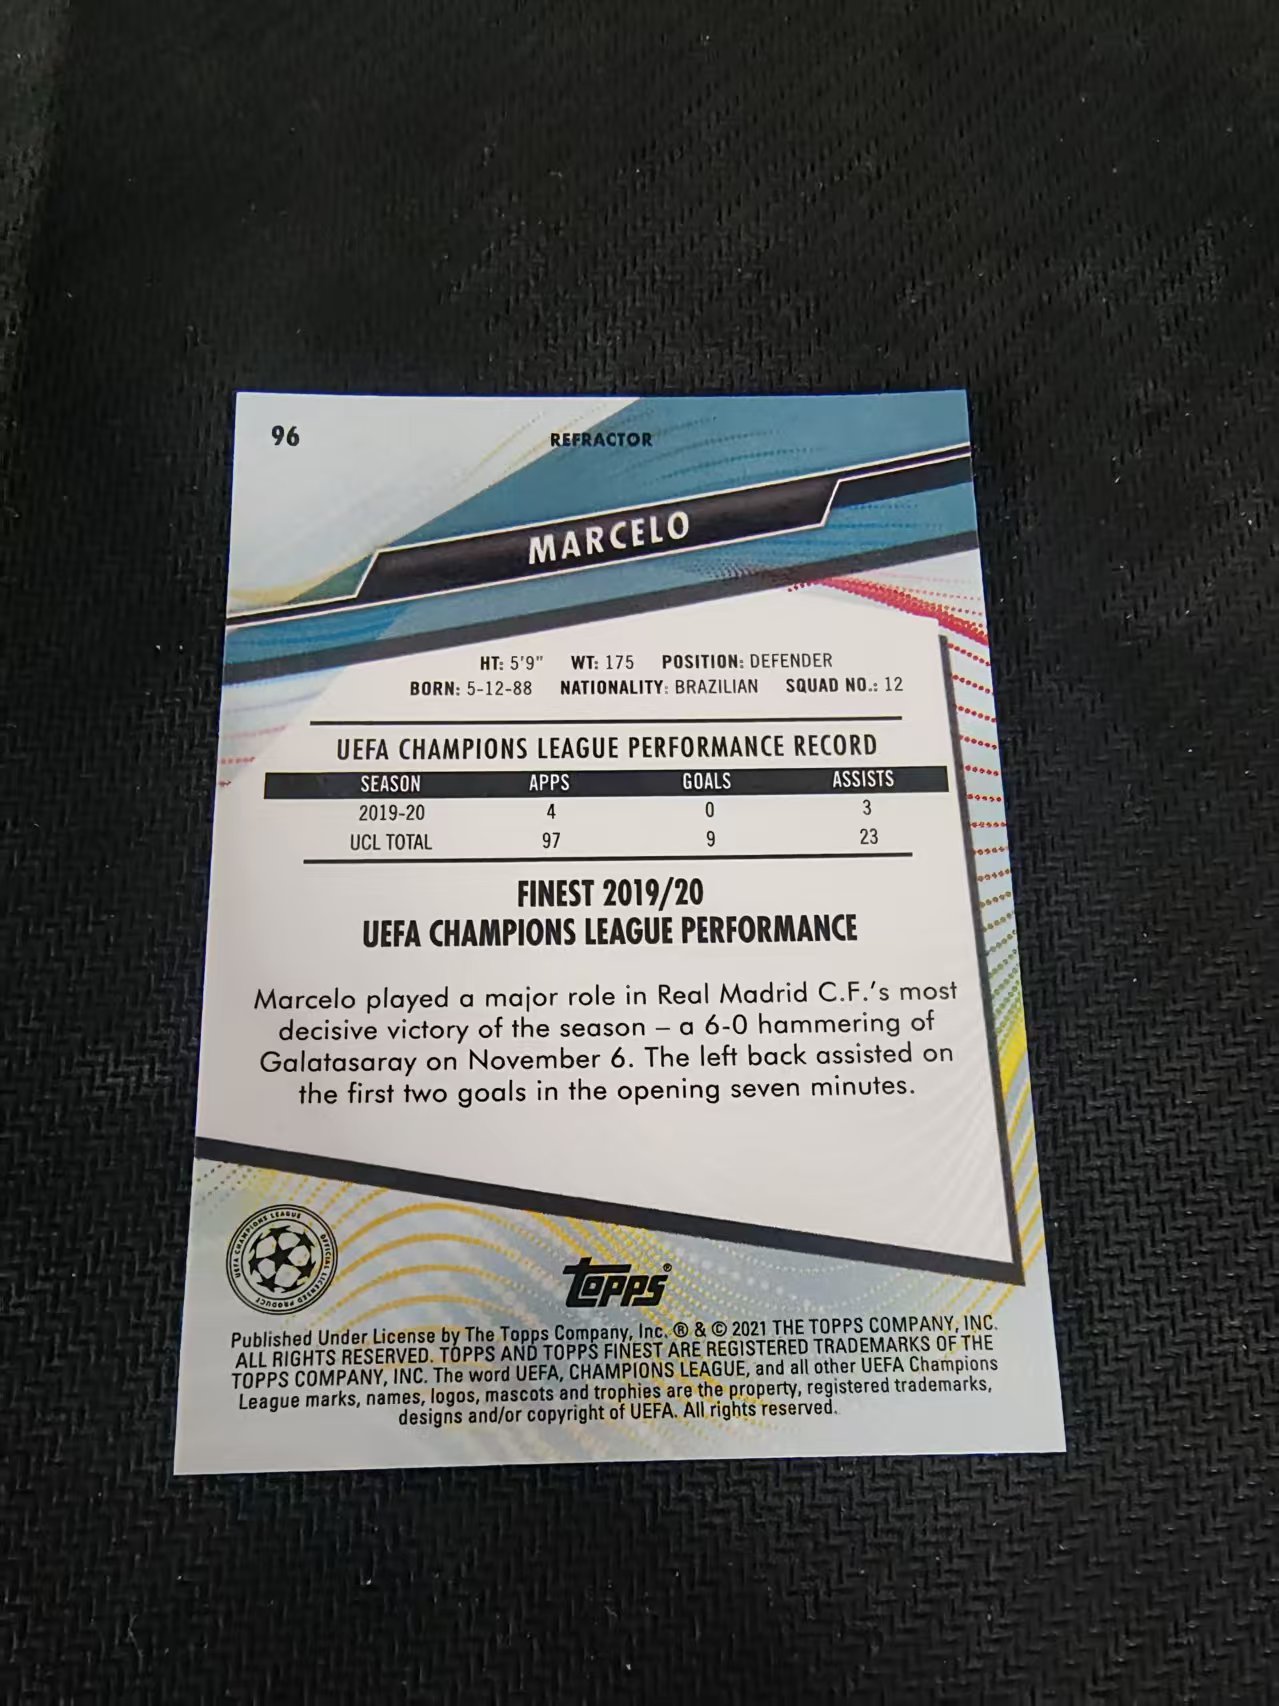 96
REFRACTOR
MARCELO
HT: 5'9" WT: 175 POSITION: DEFENDER
BORN: 5-12-88 NATIONALITY: BRAZILIAN SQUAD NO.: 12
UEFA CHAMPIONS LEAGUE PERFORMANCE RECORD
SEASON APPS GOALS ASSISTS
2019-20 4 0 3
UCL TOTAL 97 9 23
FINEST 2019/20
UEFA CHAMPIONS LEAGUE PERFORMANCE
Marcelo played a major role in Real Madrid C.F.'s most
decisive victory of the season – a 6-0 hammering of
Galatasaray on November 6. The left back assisted on
the first two goals in the opening seven minutes.
UEFA CHAMPIONS LEAGUE
OFFICIAL LICENSED PRODUCT
Topps®
Published Under License by The Topps Company, Inc. ® & © 2021 THE TOPPS COMPANY, INC.
ALL RIGHTS RESERVED. TOPPS AND TOPPS FINEST ARE REGISTERED TRADEMARKS OF THE
TOPPS COMPANY, INC. The word UEFA, CHAMPIONS LEAGUE, and all other UEFA Champions
League marks, names, logos, mascots and trophies are the property, registered trademarks,
designs and/or copyright of UEFA. All rights reserved.